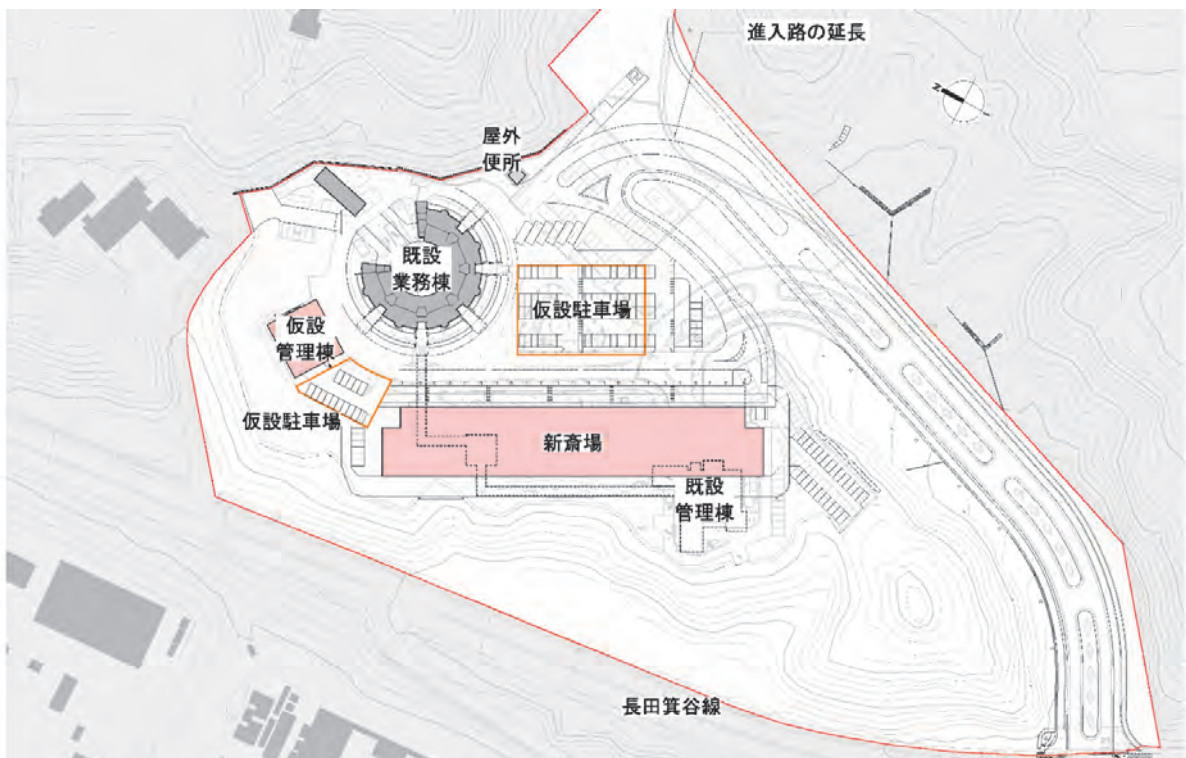 進入路の延長
N
屋外
便所
既設
業務棟
仮設駐車場
仮設
管理棟
仮設駐車場
新斎場
既設
管理棟
長田箕谷線